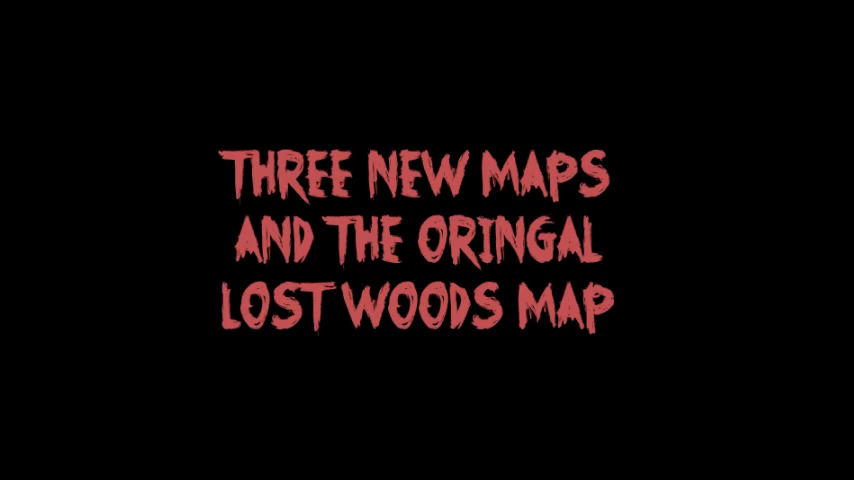 THREE NEW MAPS
AND THE ORINGAL
LOST WOODS MAP